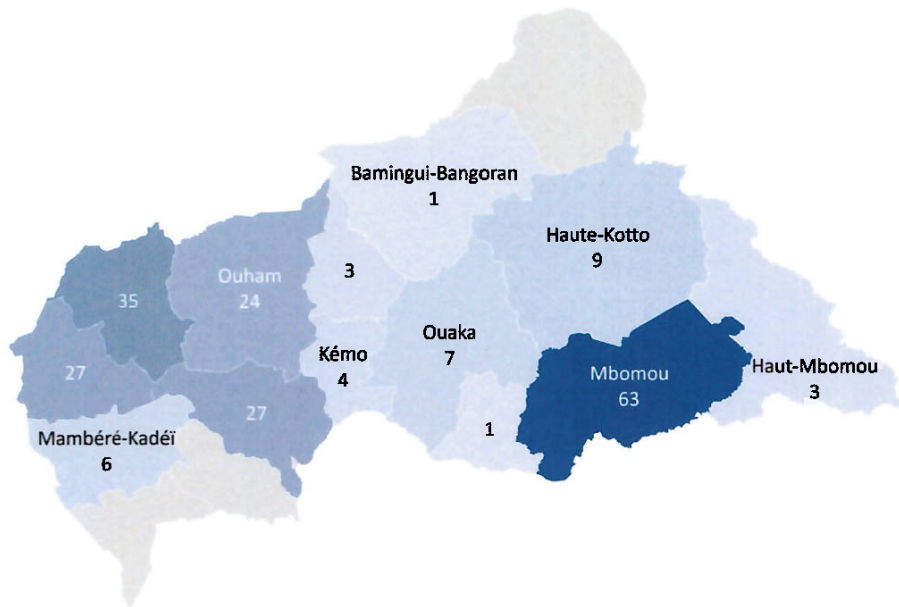 Bamingui-Bangoran
1
Haute-Kotto
9
3
Ouham
24
35
Ouaka
7
Kémo
4
27
Mbomou
63
Haut-Mbomou
3
27
1
Mambéré-Kadéï
6